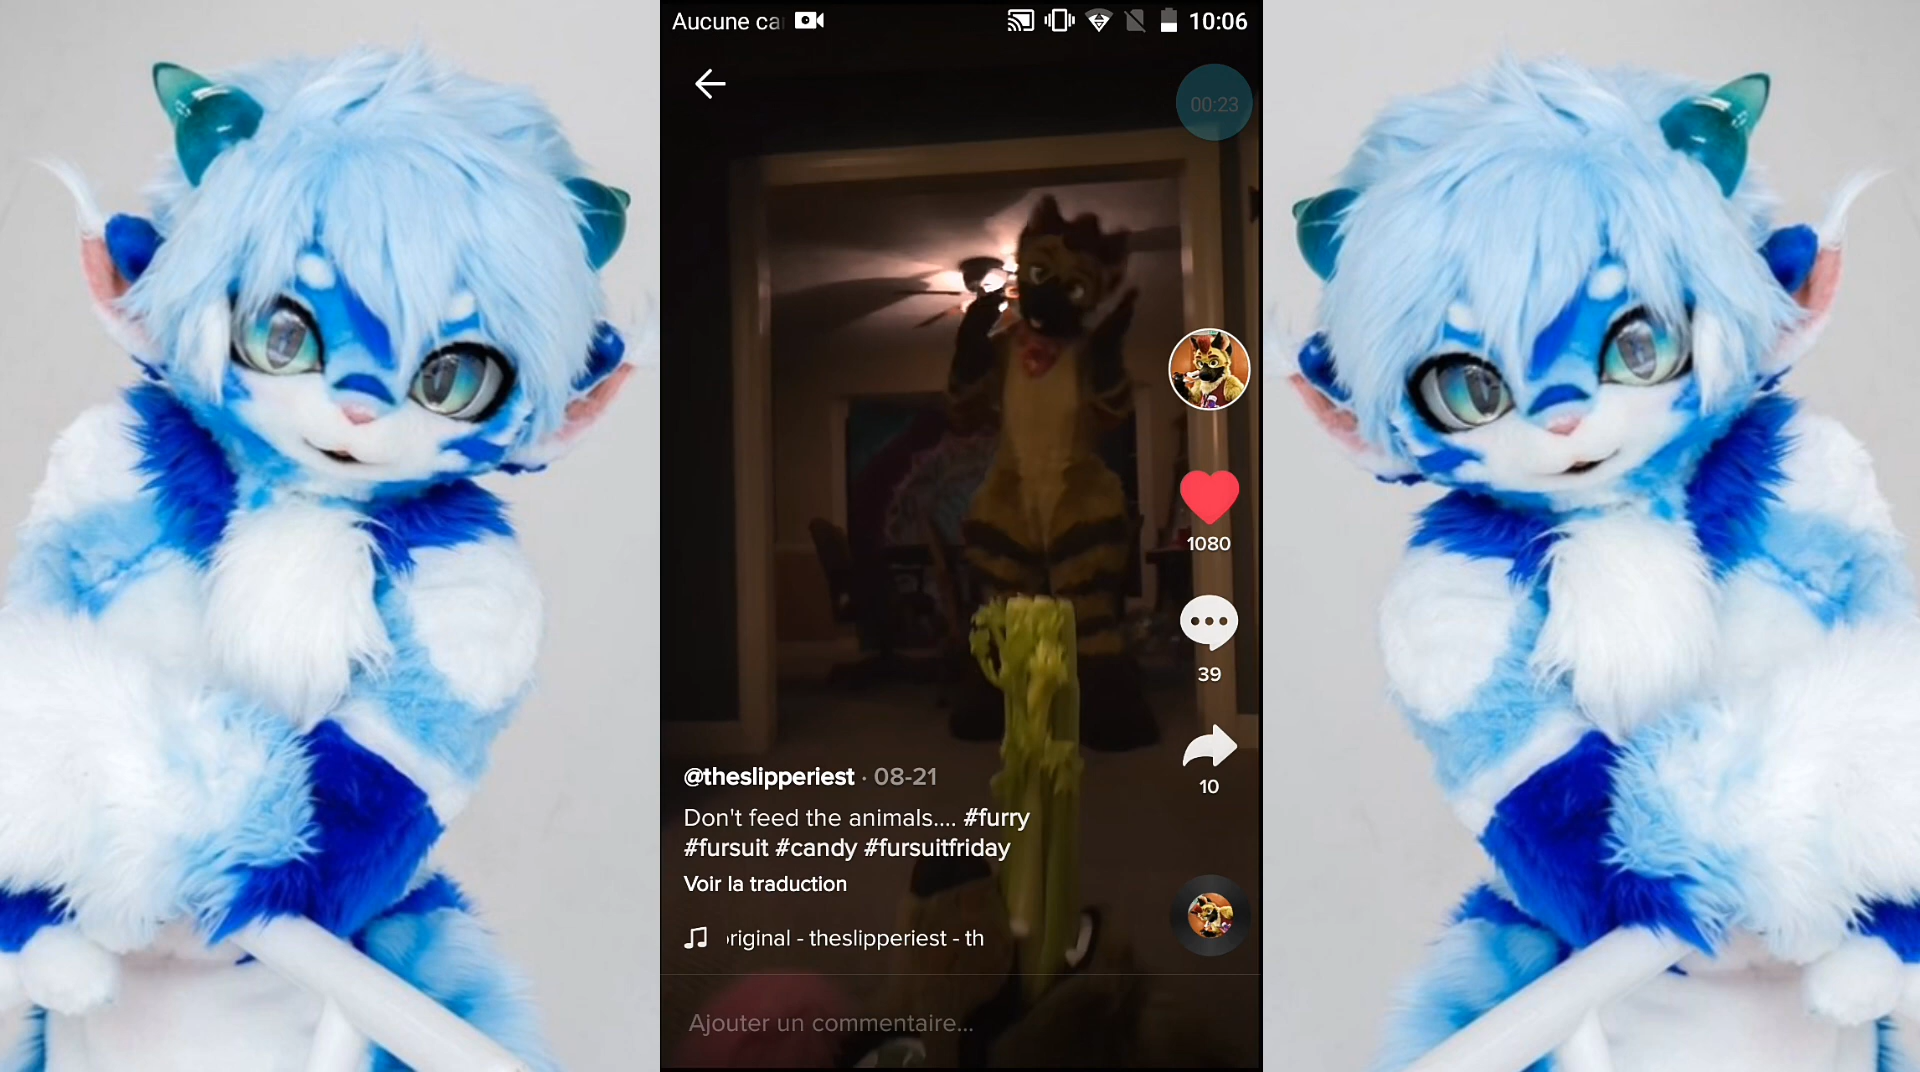 Aucune ca
10:06
00:23
1080
39
10
@theslipperiest · 08-21
Don't feed the animals.... #furry
#fursuit #candy #fursuitfriday
Voir la traduction
riginal - theslipperiest - th
Ajouter un commentaire...